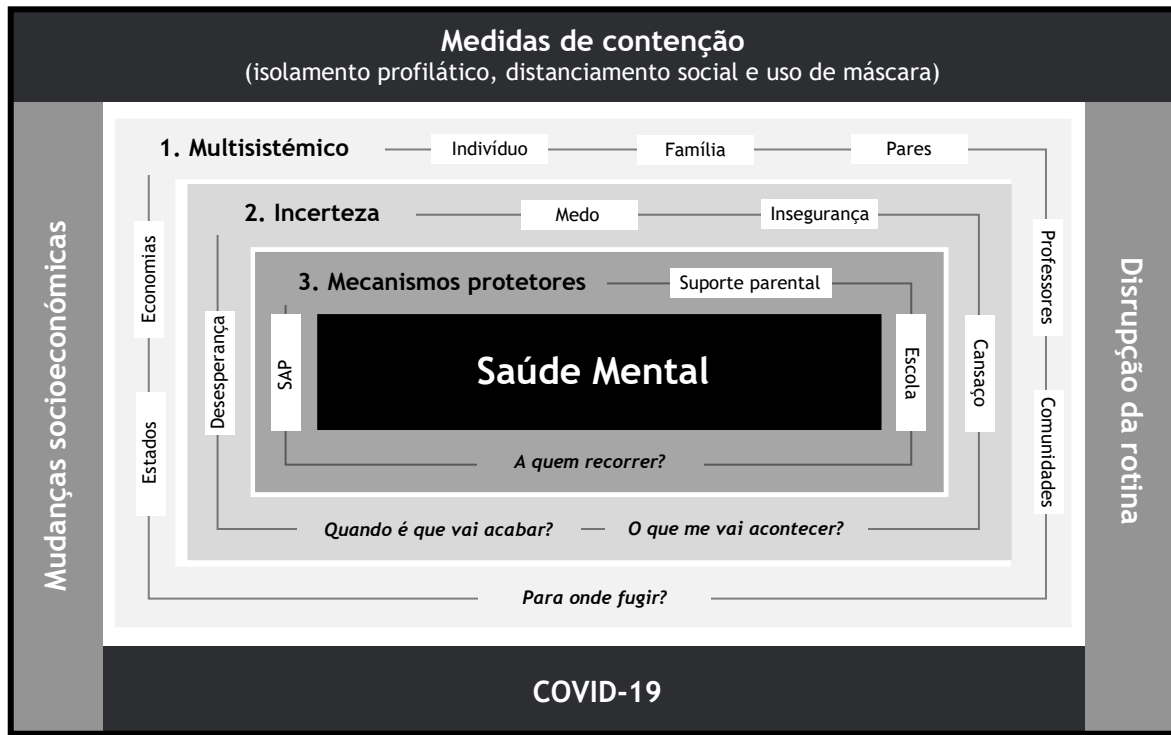 Medidas de contenção
(isolamento profilático, distanciamento social e uso de máscara)
Mudanças socioeconómicas
Disrupção da rotina
1. Multisistémico
Indivíduo
Família
Pares
Professores
Comunidades
Economias
Estados
Para onde fugir?
2. Incerteza
Medo
Insegurança
Cansaço
Desesperança
Quando é que vai acabar?
O que me vai acontecer?
3. Mecanismos protetores
Suporte parental
Escola
SAP
A quem recorrer?
Saúde Mental
COVID-19